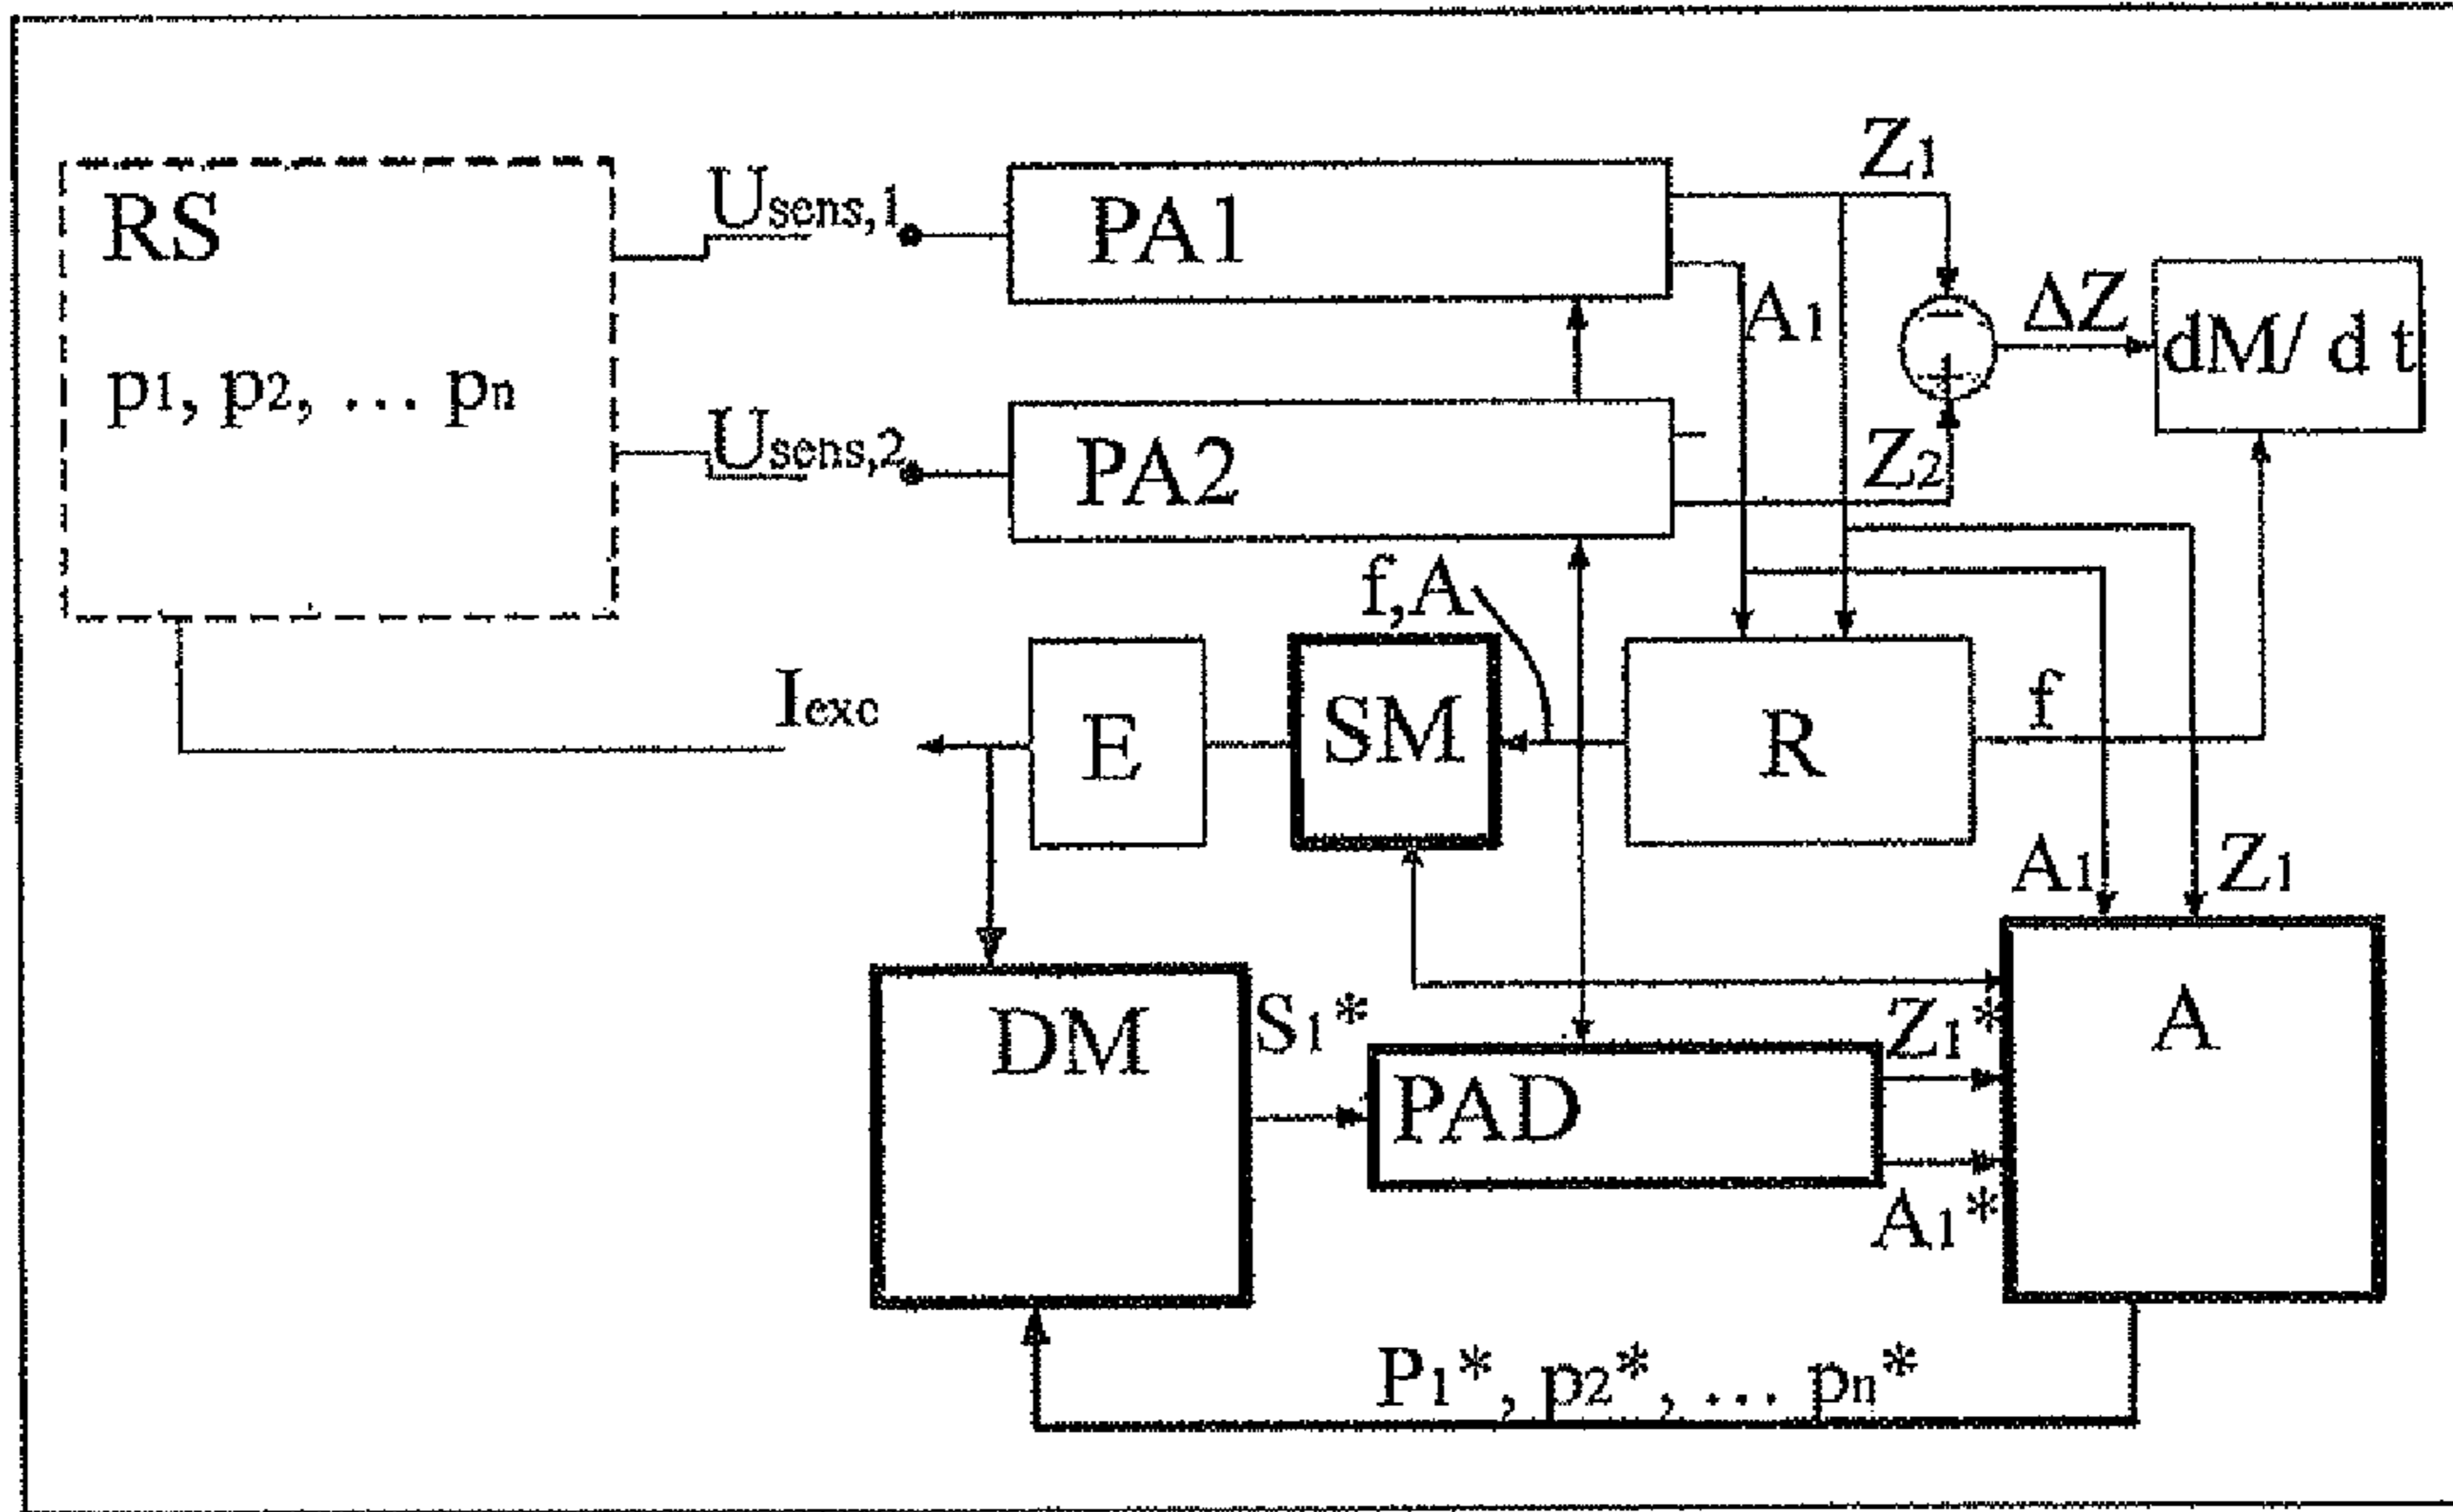 RS
p1, p2, ... pn
Usens,1
PA1
Z1
A1
ΔZ
dM/ d t
Usens,2
PA2
Z2
f,A
Iexc
E
SM
R
f
A1
Z1
DM
S1*
PAD
Z1*
A1*
A
P1*, p2*, ... pn*